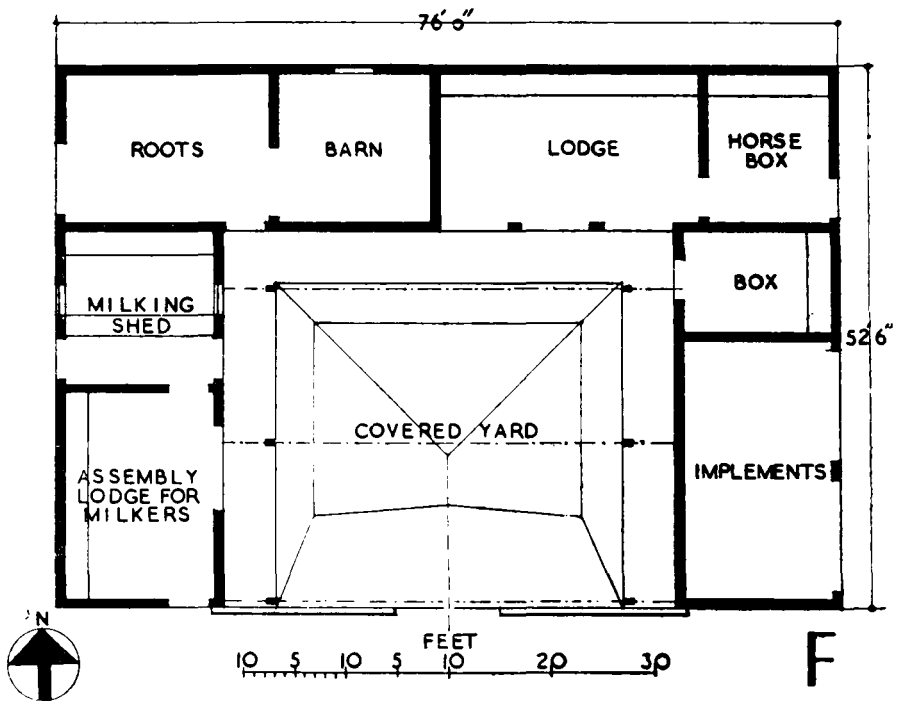 76'0"
ROOTS
BARN
LODGE
HORSE
BOX
MILKING
SHED
BOX
52'6"
COVERED YARD
ASSEMBLY
LODGE FOR
MILKERS
IMPLEMENTS
N
FEET
10 5 10 5 10 20 30
F